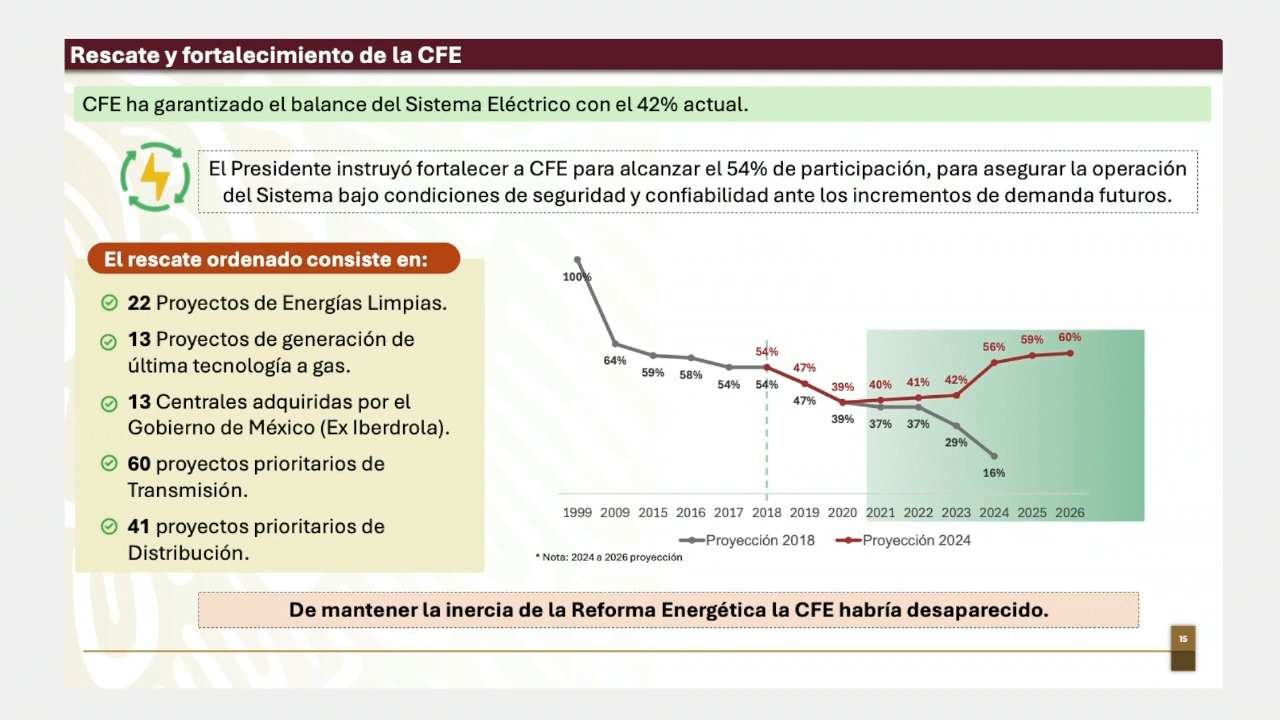 Rescate y fortalecimiento de la CFE
CFE ha garantizado el balance del Sistema Eléctrico con el 42% actual.
El Presidente instruyó fortalecer a CFE para alcanzar el 54% de participación, para asegurar la operación
del Sistema bajo condiciones de seguridad y confiabilidad ante los incrementos de demanda futuros.
El rescate ordenado consiste en:
22 Proyectos de Energías Limpias.
13 Proyectos de generación de
última tecnología a gas.
13 Centrales adquiridas por el
Gobierno de México (Ex Iberdrola).
60 proyectos prioritarios de
Transmisión.
41 proyectos prioritarios de
Distribución.
100%
64%
59%
58%
54%
54%
47%
39%
37%
37%
29%
16%
54%
47%
39%
40%
41%
42%
56%
59%
60%
1999 2009 2015 2016 2017 2018 2019 2020 2021 2022 2023 2024 2025 2026
Proyección 2018 Proyección 2024
* Nota: 2024 a 2026 proyección
De mantener la inercia de la Reforma Energética la CFE habría desaparecido.
15